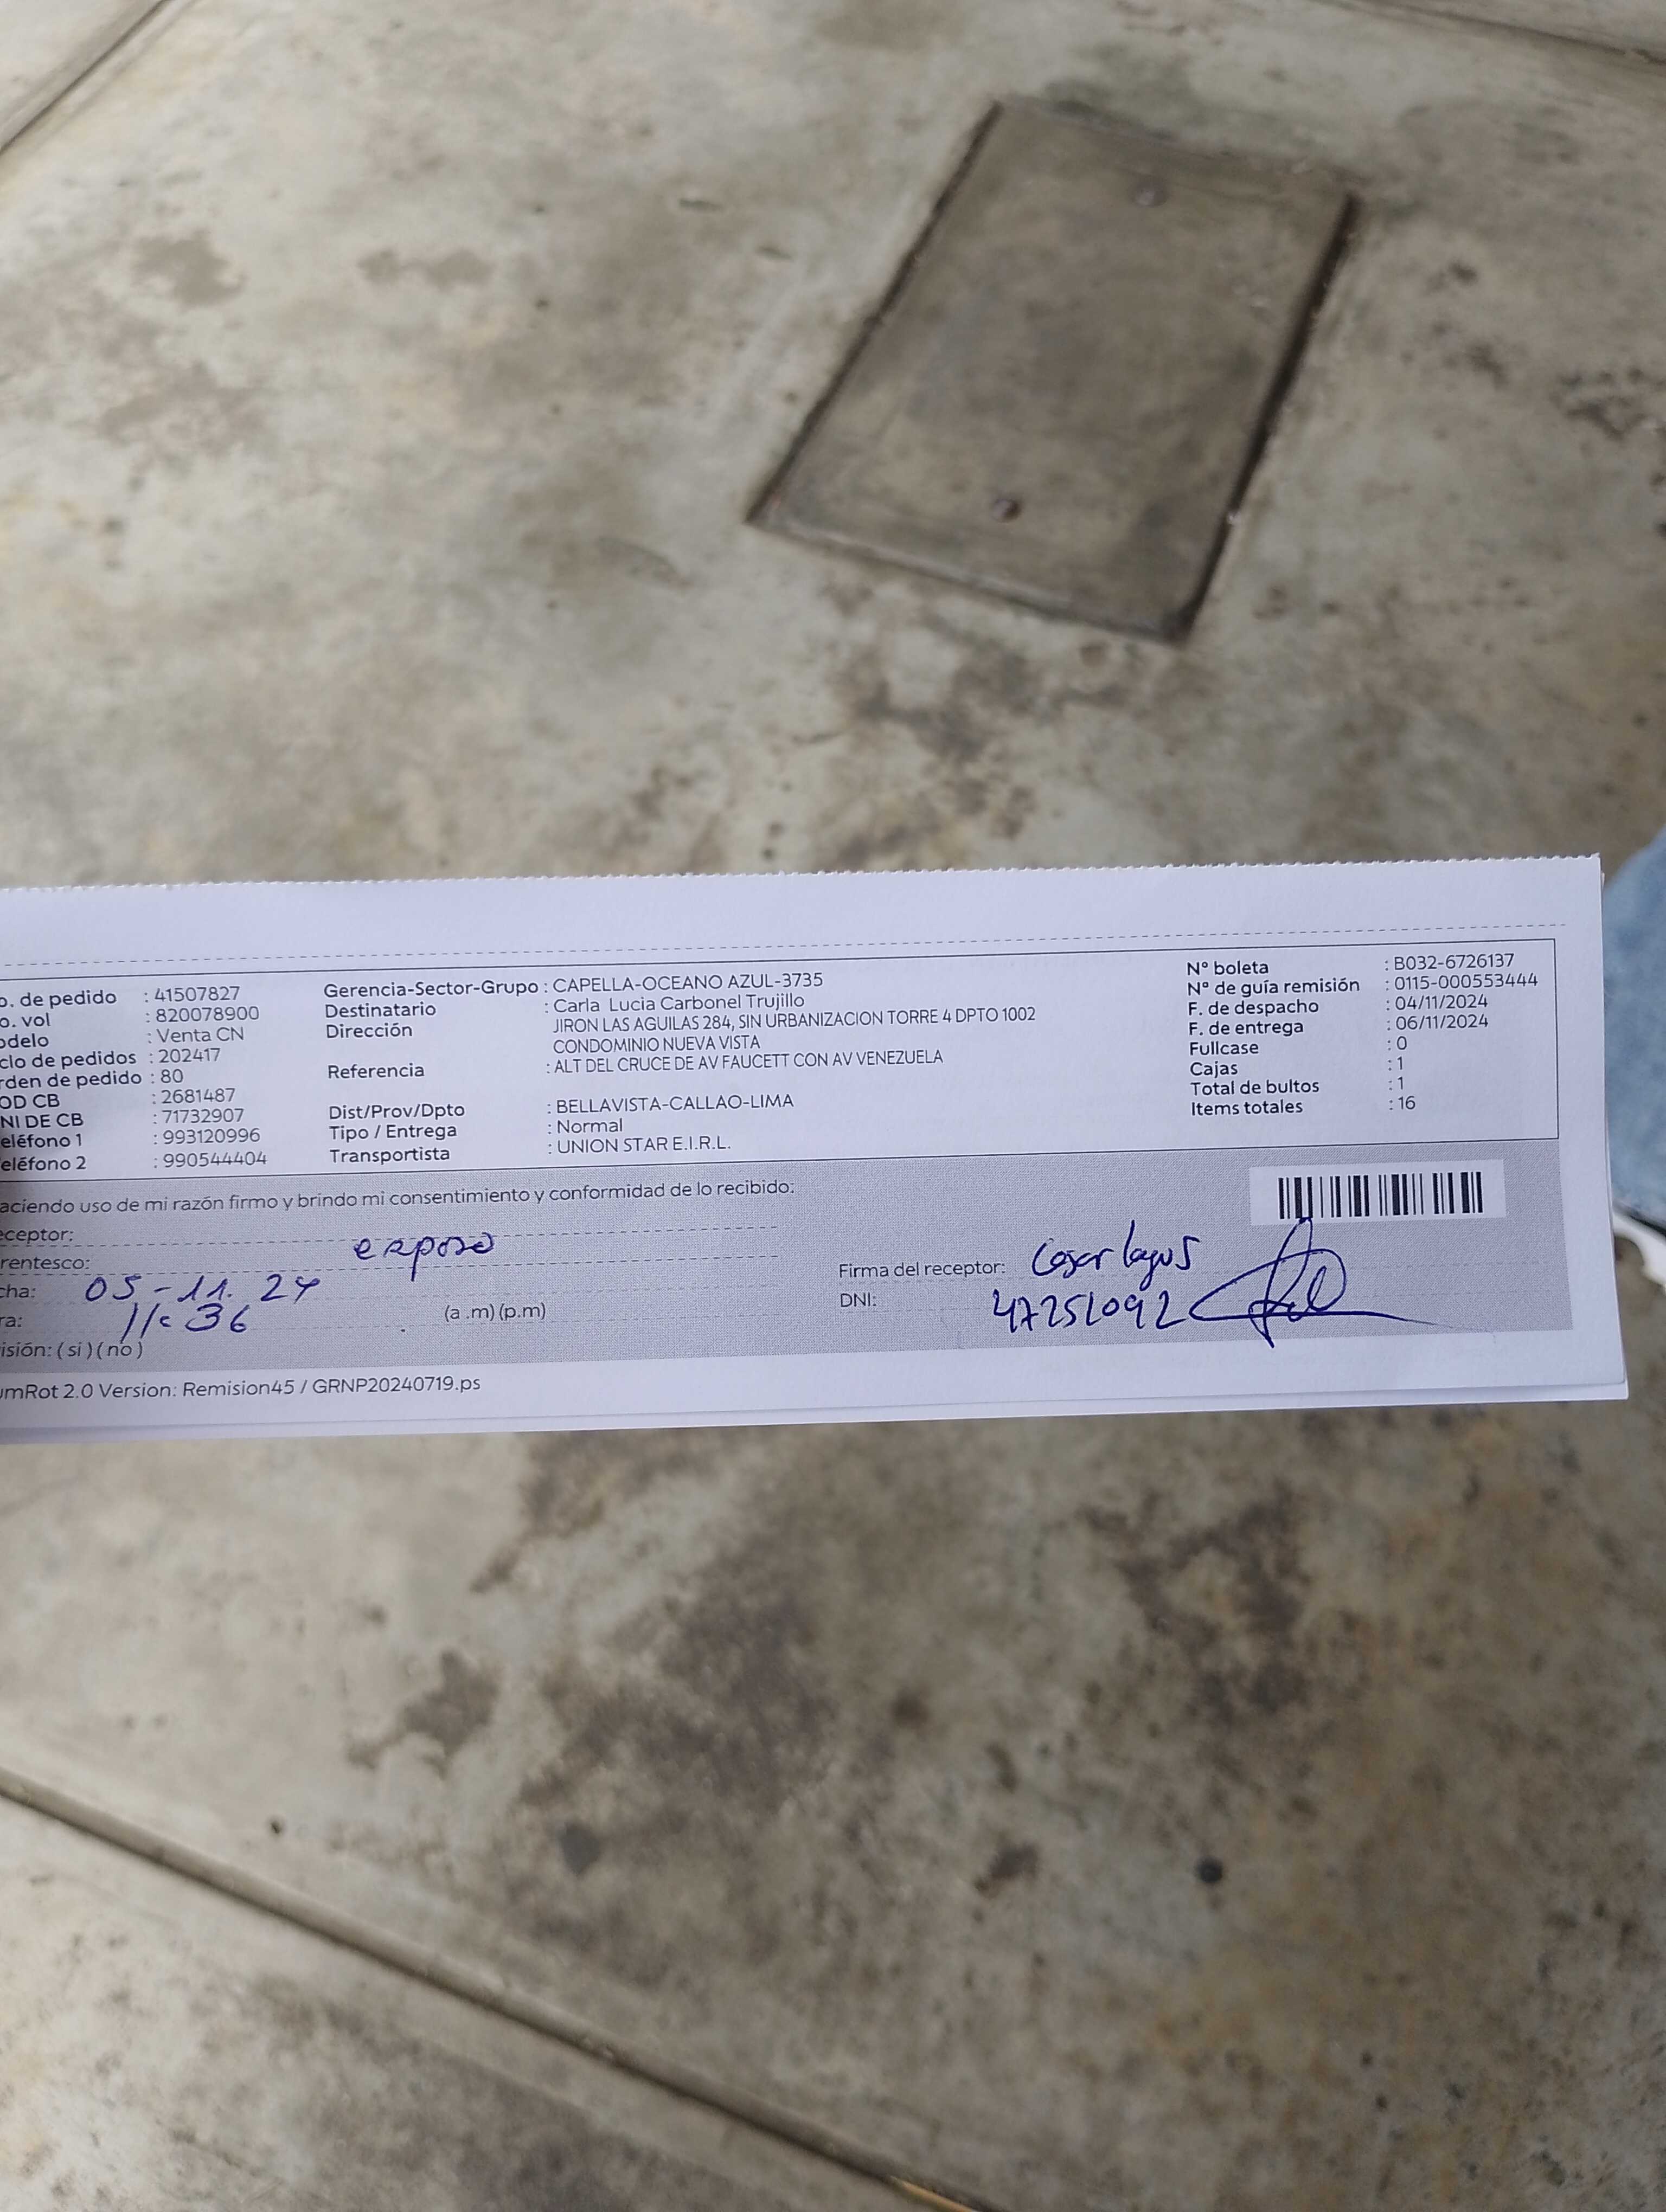 o. de pedido : 41507827
o. vol : 820078900
odelo : Venta CN
clo de pedidos : 202417
rden de pedido : 80
OD CB : 2681487
NI DE CB : 71732907
eléfono 1 : 993120996
eléfono 2 : 990544404
Gerencia-Sector-Grupo : CAPELLA-OCEANO AZUL-3735
Destinatario : Carla Lucia Carbonel Trujillo
Dirección JIRON LAS AGUILAS 284, SIN URBANIZACION TORRE 4 DPTO 1002
CONDOMINIO NUEVA VISTA
Referencia : ALT DEL CRUCE DE AV FAUCETT CON AV VENEZUELA
Dist/Prov/Dpto : BELLAVISTA-CALLAO-LIMA
Tipo / Entrega : Normal
Transportista : UNION STAR E.I.R.L.
N° boleta : B032-6726137
N° de guía remisión : 0115-000553444
F. de despacho : 04/11/2024
F. de entrega : 06/11/2024
Fullcase : 0
Cajas : 1
Total de bultos : 1
Items totales : 16
aciendo uso de mi razón firmo y brindo mi consentimiento y conformidad de lo recibido:
eceptor:
rentesco: esposo
cha: 05-11.24
ra: 11:36 (a .m) (p.m)
isión: ( si ) ( no )
Firma del receptor: Cesar lagos
DNI: 47251092
umRot 2.0 Version: Remision45 / GRNP20240719.ps